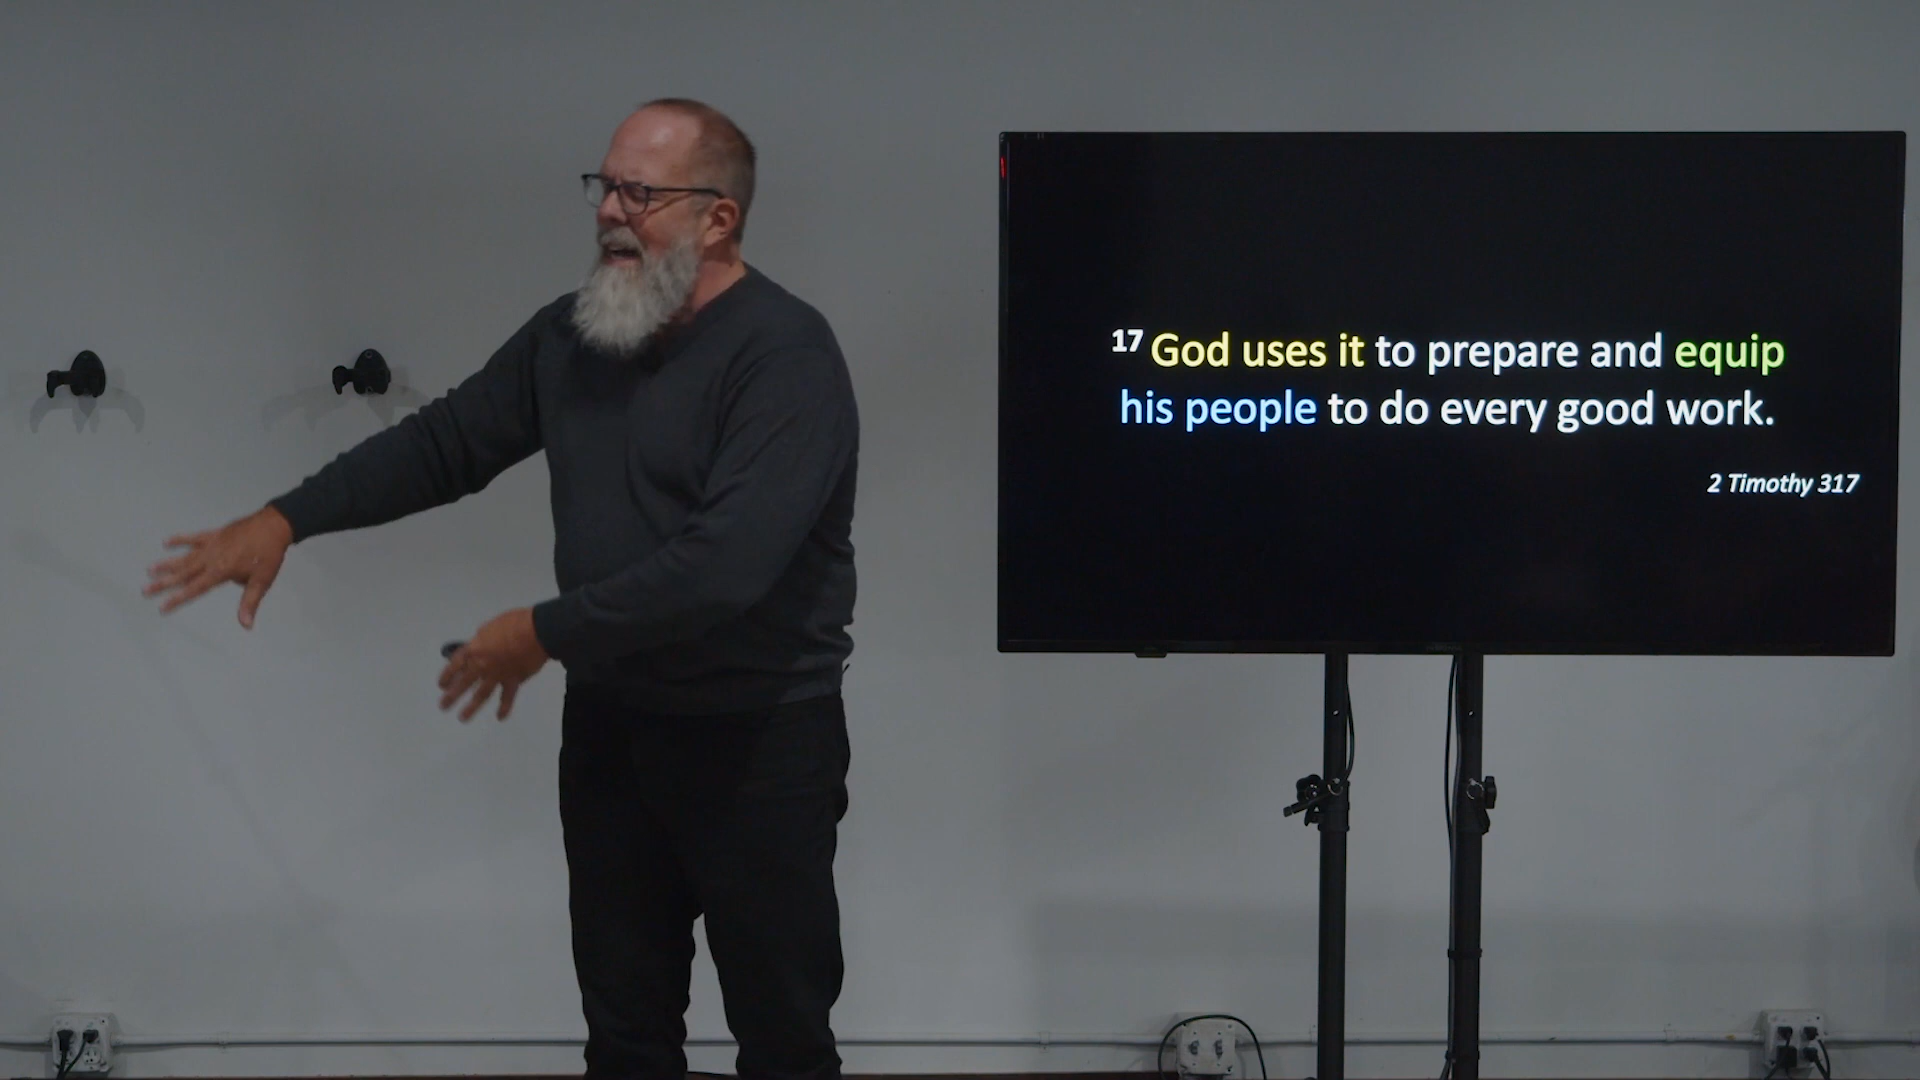 17 God uses it to prepare and equip
his people to do every good work.
2 Timothy 317